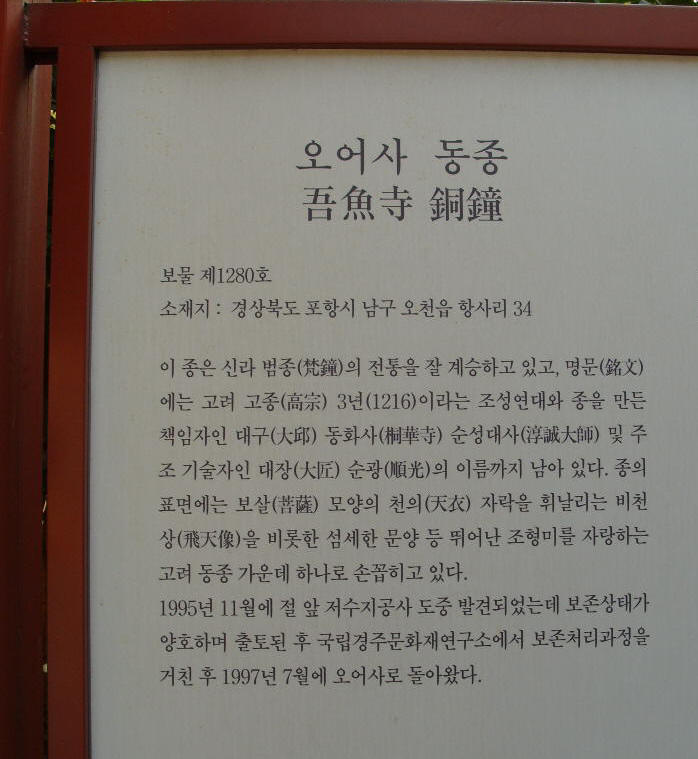 오어사 동종
吾魚寺 銅鐘
보물 제1280호
소재지 : 경상북도 포항시 남구 오천읍 항사리 34
이 종은 신라 범종(梵鐘)의 전통을 잘 계승하고 있고, 명문(銘文)
에는 고려 고종(高宗) 3년(1216)이라는 조성연대와 종을 만든
책임자인 대구(大邱) 동화사(桐華寺) 순성대사(淳誠大師) 및 주
조 기술자인 대장(大匠) 순광(順光)의 이름까지 남아 있다. 종의
표면에는 보살(菩薩) 모양의 천의(天衣) 자락을 휘날리는 비천
상(飛天像)을 비롯한 섬세한 문양 등 뛰어난 조형미를 자랑하는
고려 동종 가운데 하나로 손꼽히고 있다.
1995년 11월에 절 앞 저수지공사 도중 발견되었는데 보존상태가
양호하며 출토된 후 국립경주문화재연구소에서 보존처리과정을
거친 후 1997년 7월에 오어사로 돌아왔다.